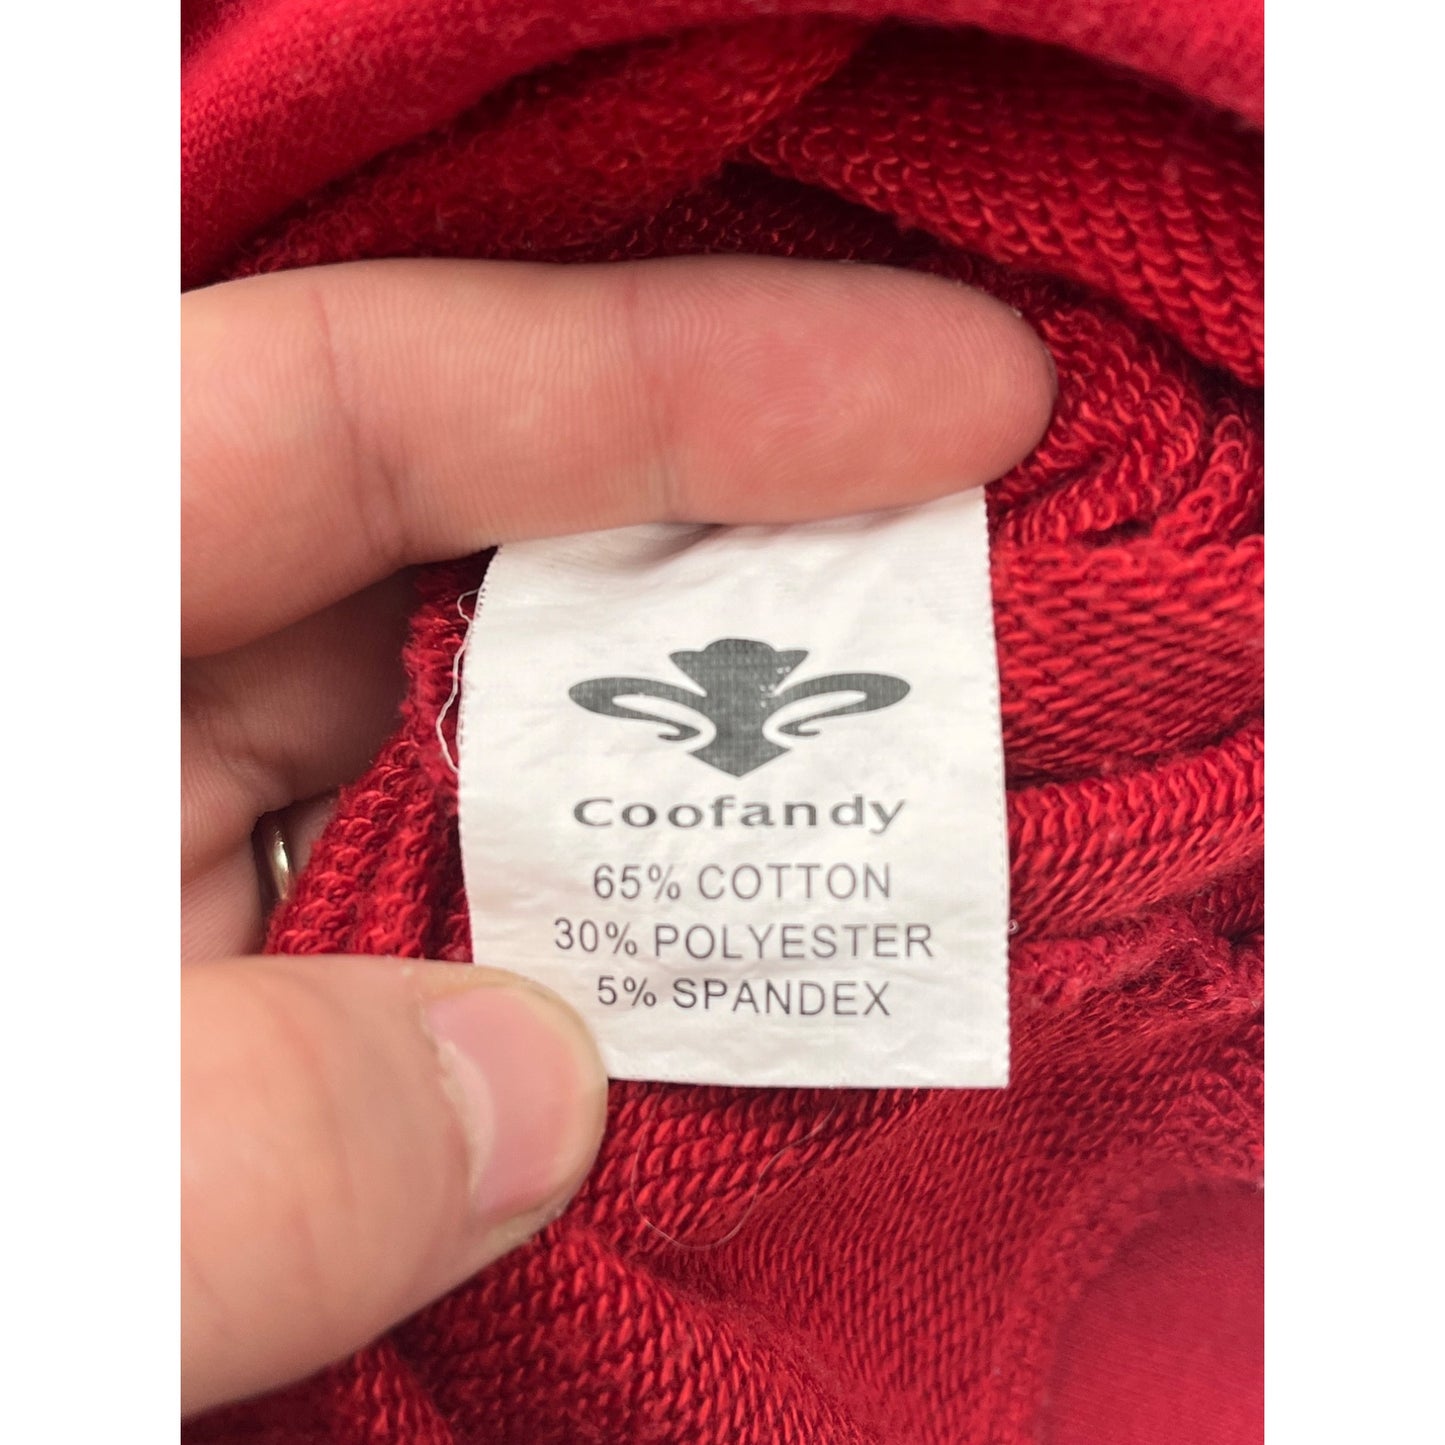 Coofandy
65% COTTON
30% POLYESTER
5% SPANDEX